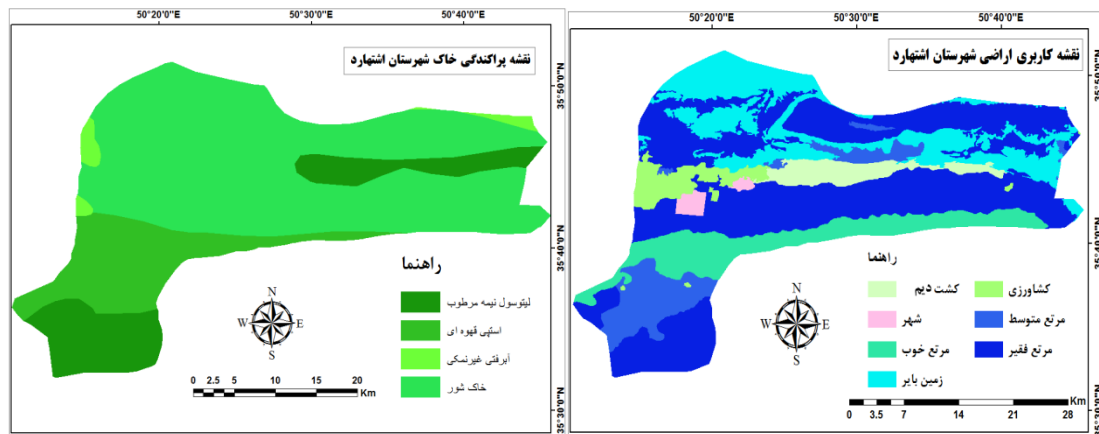 50°20'0"E 50°30'0"E 50°40'0"E
نقشه پراکندگی خاک شهرستان اشتهارد
35°50'0"N
35°40'0"N
35°30'0"N
راهنما
لیتوسول نیمه مرطوب
استپی قهوه ای
آبرفتی غیرنمکی
خاک شور
N
W E
S
0 2.5 5 10 15 20
Km
50°20'0"E 50°30'0"E 50°40'0"E
نقشه کاربری اراضی شهرستان اشتهارد
35°50'0"N
35°40'0"N
35°30'0"N
راهنما
کشاورزی کشت دیم
مرتع متوسط شهر
مرتع فقیر مرتع خوب
زمین بایر
N
W E
S
Km
0 3.5 7 14 21 28